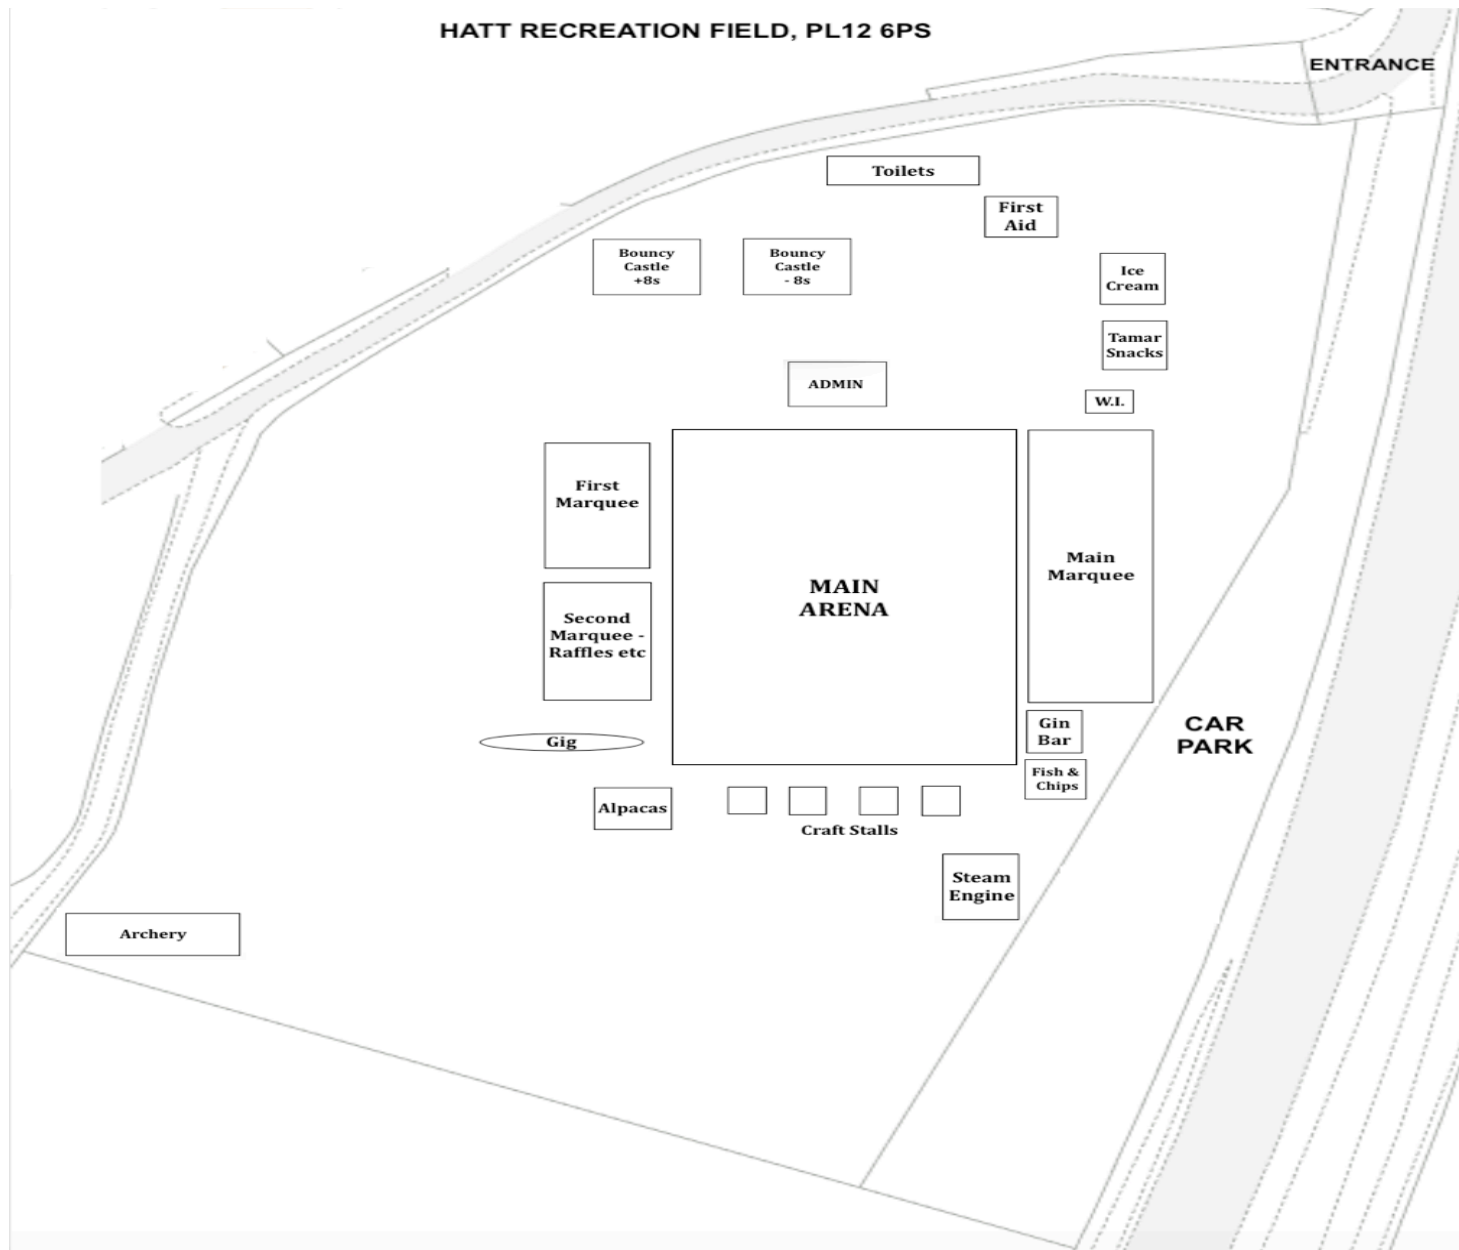 HATT RECREATION FIELD, PL12 6PS
ENTRANCE
Toilets
First
Aid
Bouncy
Castle
+8s
Bouncy
Castle
- 8s
Ice
Cream
Tamar
Snacks
ADMIN
W.I.
First
Marquee
MAIN
ARENA
Main
Marquee
Second
Marquee -
Raffles etc
Gig
Gin
Bar
CAR
PARK
Fish &
Chips
Alpacas
Craft Stalls
Steam
Engine
Archery